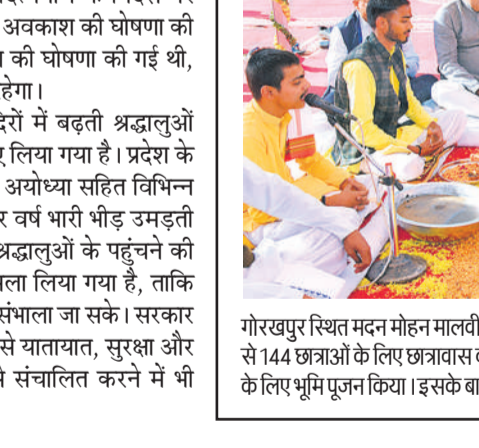 अवकाश की घोषणा की
की घोषणा की गई थी,
रहेगा।
में बढ़ती श्रद्धालुओं
लिया गया है। प्रदेश के
अयोध्या सहित विभिन्न
वर्ष भारी भीड़ उमड़ती
श्रद्धालुओं के पहुंचने की
लिया गया है, ताकि
संभाला जा सके। सरकार
से यातायात, सुरक्षा और
संचालित करने में भी
गोरखपुर स्थित मदन मोहन मालवी
से 144 छात्राओं के लिए छात्रावास
के लिए भूमि पूजन किया। इसके बा